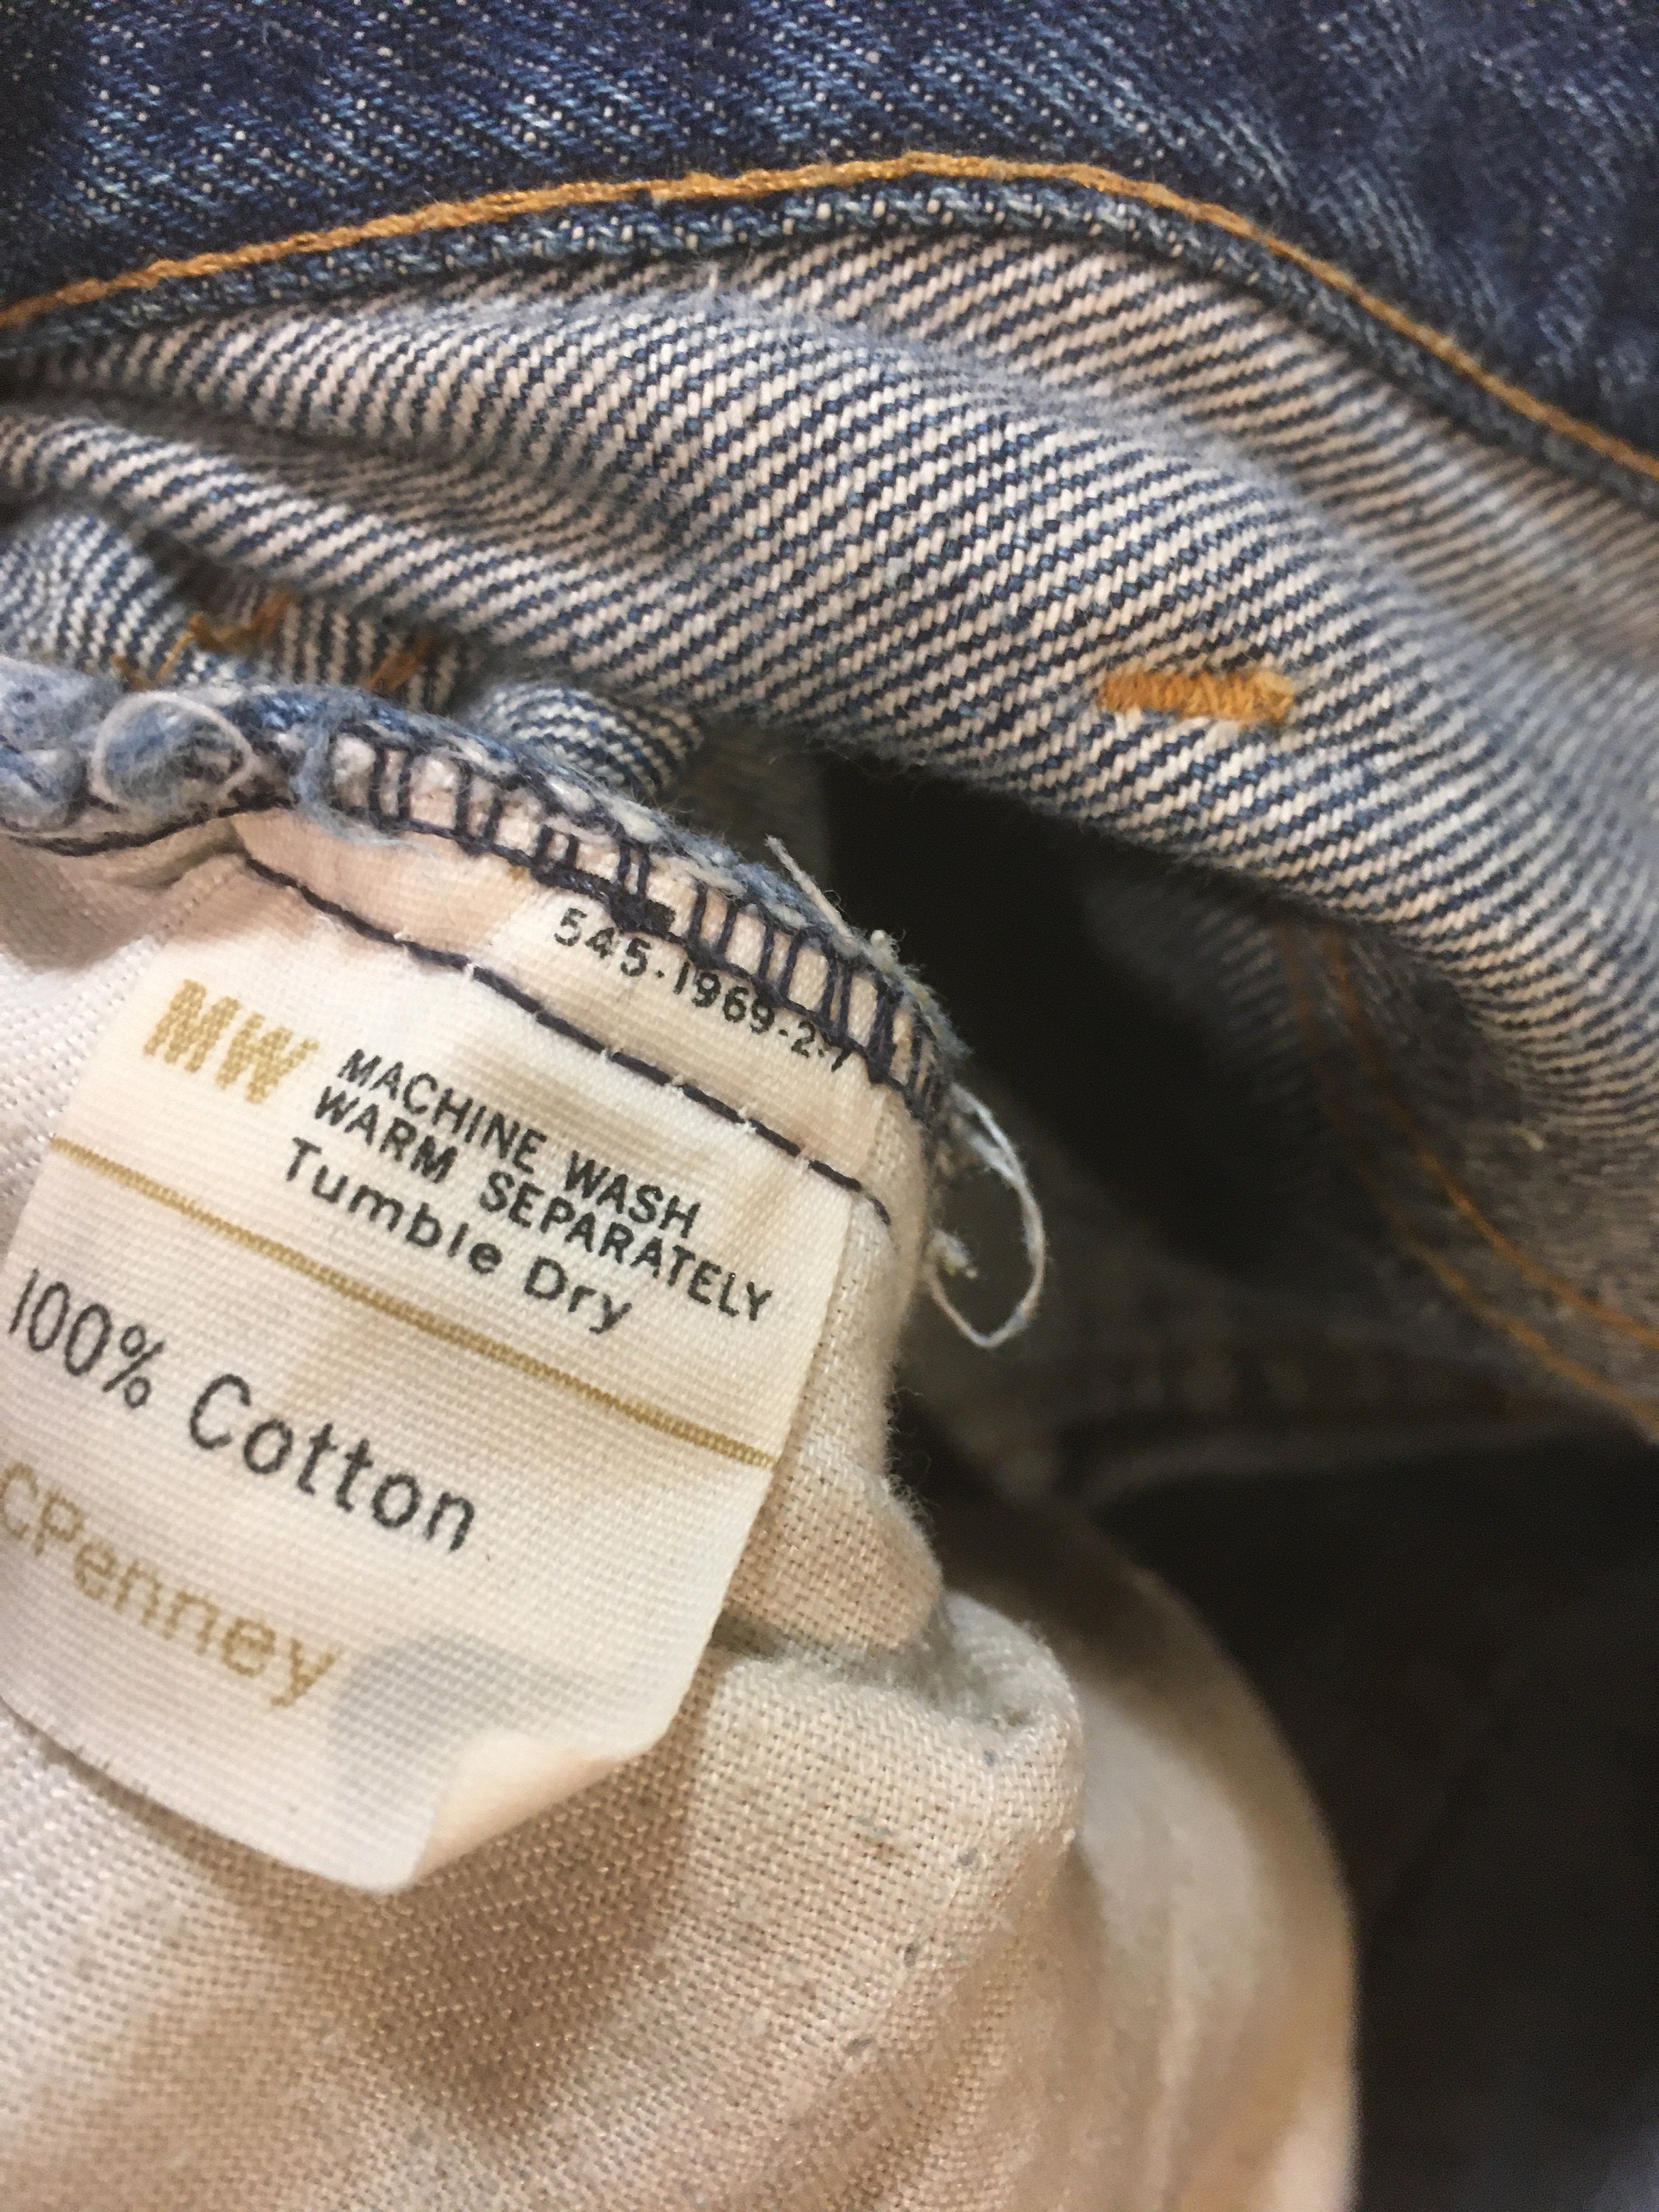 545-1969-2-7
MW MACHINE WASH
WARM SEPARATELY
Tumble Dry
100% Cotton
CPenney